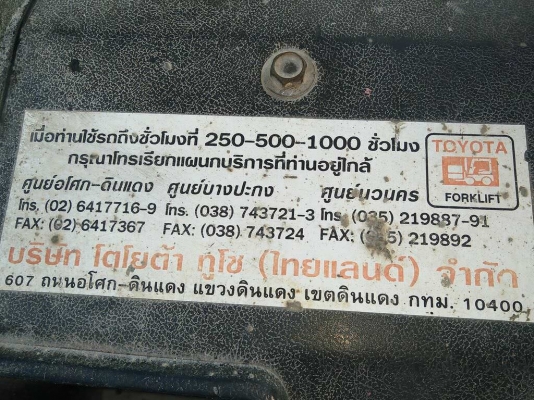 เมื่อท่านใช้รถถึงชั่วโมงที่ 250-500-1000 ชั่วโมง
กรุณาโทรเรียกแผนกบริการที่ท่านอยู่ใกล้
TOYOTA
FORKLIFT
ศูนย์อโศก-ดินแดง ศูนย์บางปะกง ศูนย์นวนคร
โทร, (02) 6417716-9 โทร. (038) 743721-3 โทร (035) 219887-91
FAX: (02) 6417367 FAX: (038) 743724 FAX: (035) 219892
บริษัท โตโยต้า ทูโช (ไทยแลนด์) จำกัด
607 ถนนอโศก-ดินแดง แขวงดินแดง เขตดินแดง กทม. 10400